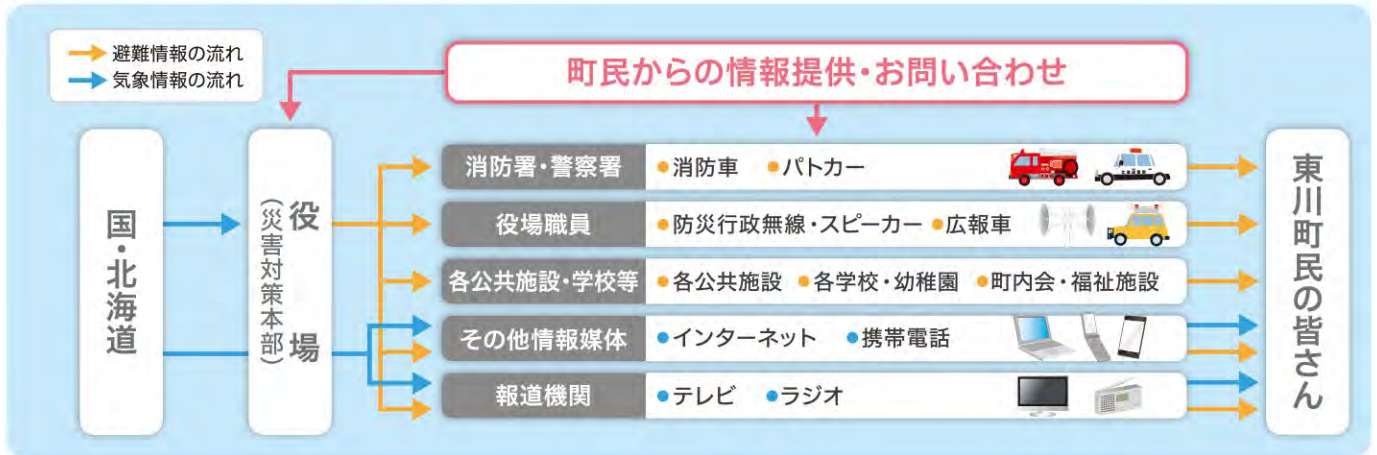 避難情報の流れ
気象情報の流れ
町民からの情報提供・お問い合わせ
国・北海道
役場
(災害対策本部)
消防署・警察署
●消防車 ●パトカー
役場職員
●防災行政無線・スピーカー ●広報車
各公共施設・学校等
●各公共施設 ●各学校・幼稚園 ●町内会・福祉施設
その他情報媒体
●インターネット ●携帯電話
報道機関
●テレビ ●ラジオ
東川町民の皆さん